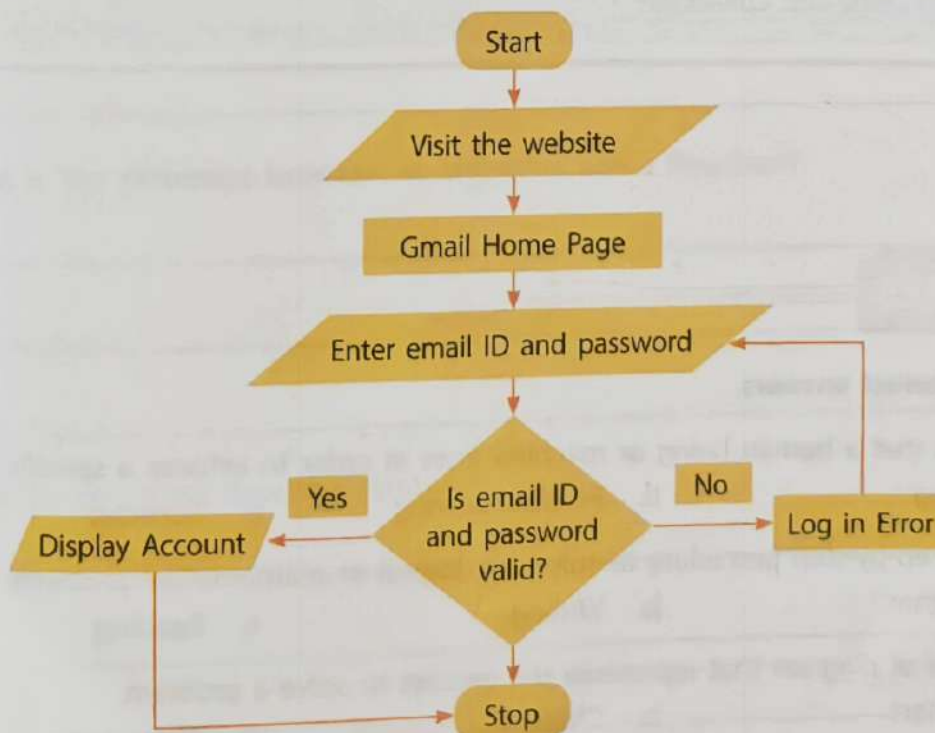 Start
Visit the website
Gmail Home Page
Enter email ID and password
Yes
Is email ID
and password
valid?
No
Display Account
Log in Error
Stop